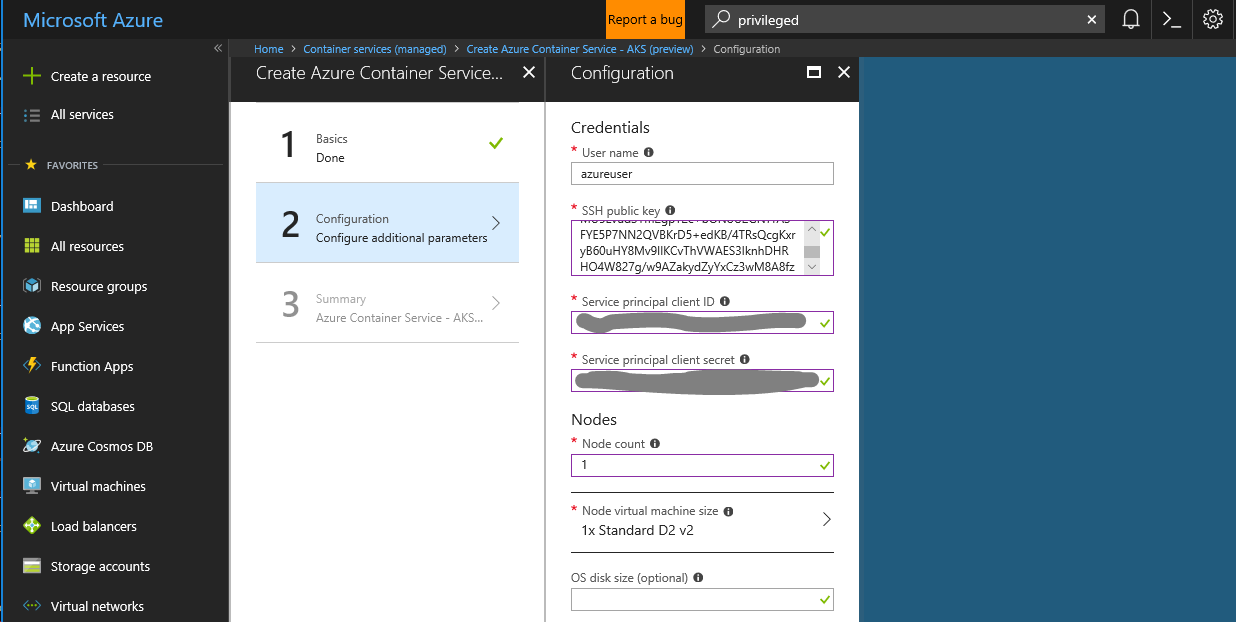 Microsoft Azure
Report a bug
privileged
Home > Container services (managed) > Create Azure Container Service - AKS (preview) > Configuration
Create a resource
All services
FAVORITES
Dashboard
All resources
Resource groups
App Services
Function Apps
SQL databases
Azure Cosmos DB
Virtual machines
Load balancers
Storage accounts
Virtual networks
Create Azure Container Service...
1
Basics
Done
2
Configuration
Configure additional parameters
3
Summary
Azure Container Service - AKS...
Configuration
Credentials
* User name
azureuser
* SSH public key
FYE5P7NN2QVBKrD5+edKB/4TRsQcgKxr
yB60uHY8Mv9IIKCvThVWAES3IknhDHR
HO4W827g/w9AZakydZyYxCz3wM8A8fz
* Service principal client ID
* Service principal client secret
Nodes
* Node count
1
* Node virtual machine size
1x Standard D2 v2
OS disk size (optional)